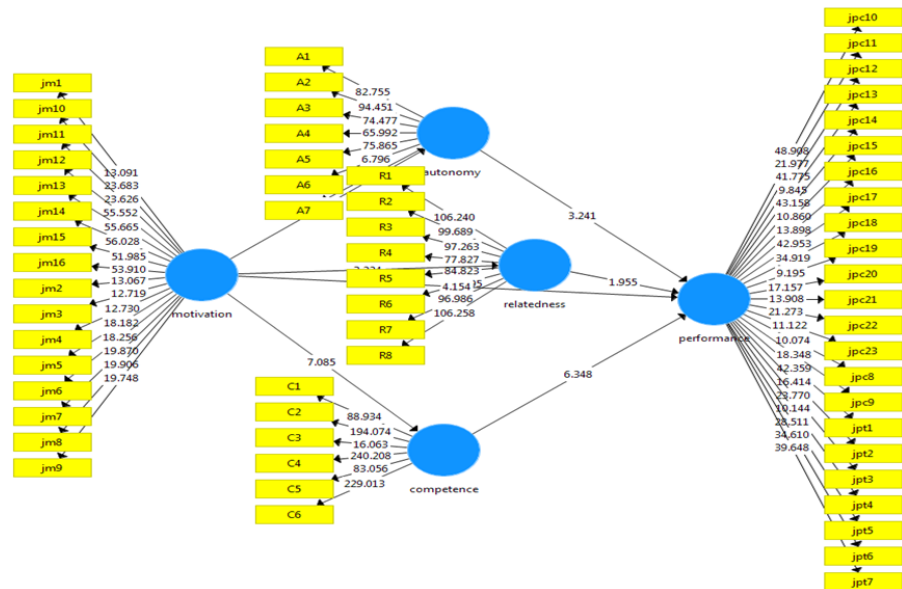 jm1
jm10
jm11
jm12
jm13
jm14
jm15
jm16
jm2
jm3
jm4
jm5
jm6
jm7
jm8
jm9
13.091
23.683
23.626
55.552
55.665
56.028
51.985
53.910
13.067
12.719
12.730
18.182
18.256
19.870
19.906
19.748
motivation
A1
A2
A3
A4
A5
A6
A7
82.755
94.451
74.477
65.992
75.865
6.796
autonomy
R1
R2
R3
R4
R5
R6
R7
R8
106.240
99.689
97.263
77.827
84.823
4.154
96.986
106.258
relatedness
7.085
C1
C2
C3
C4
C5
C6
88.934
194.074
16.063
240.208
83.056
229.013
competence
3.241
1.955
6.348
performance
48.908
21.977
41.775
9.845
43.158
10.860
13.898
42.953
34.919
9.195
17.157
13.908
21.273
11.122
10.074
18.348
42.359
16.414
23.770
34.610
39.648
jpc10
jpc11
jpc12
jpc13
jpc14
jpc15
jpc16
jpc17
jpc18
jpc19
jpc20
jpc21
jpc22
jpc23
jpc8
jpc9
jpt1
jpt2
jpt3
jpt4
jpt5
jpt6
jpt7